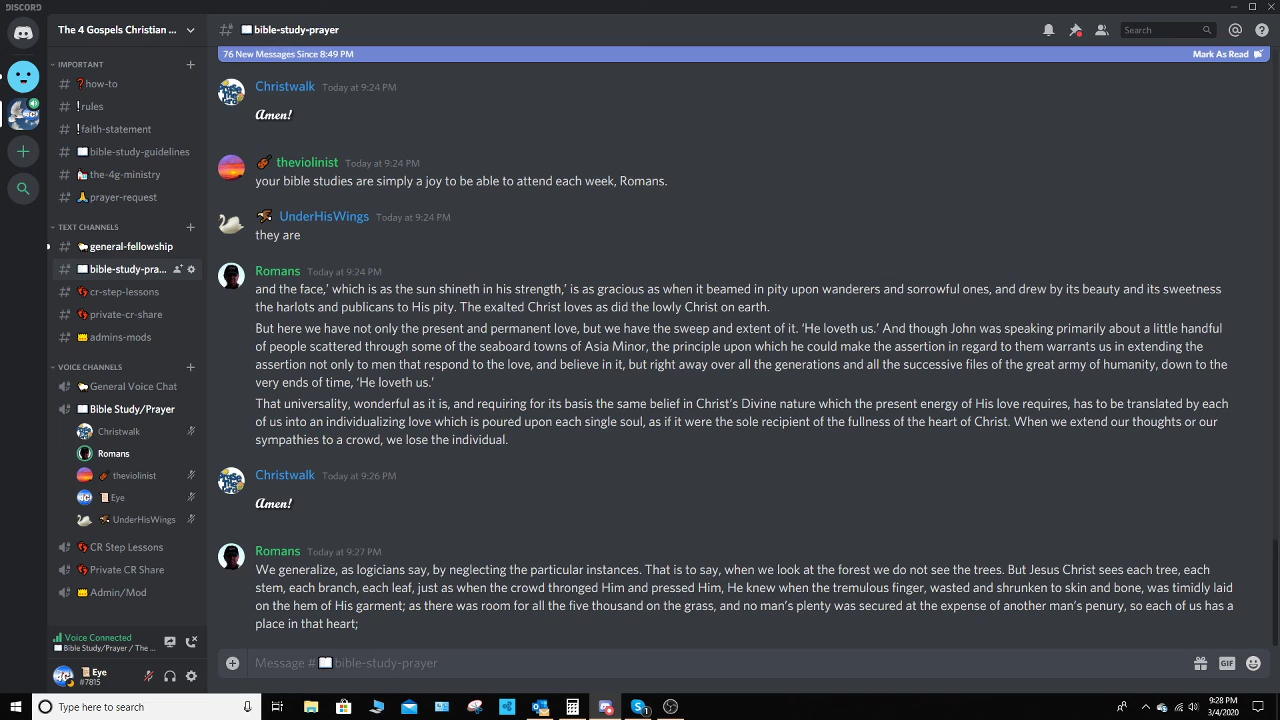 DISCORD
The 4 Gospels Christian ...
bible-study-prayer
Search
76 New Messages Since 8:49 PM
Mark As Read
IMPORTANT
how-to
rules
faith-statement
bible-study-guidelines
the-4g-ministry
prayer-request
TEXT CHANNELS
general-fellowship
bible-study-pra...
cr-step-lessons
private-cr-share
admins-mods
VOICE CHANNELS
General Voice Chat
Bible Study/Prayer
Christwalk
Romans
theviolinist
Eye
UnderHisWings
CR Step Lessons
Private CR Share
Admin/Mod
Voice Connected
Bible Study/Prayer / The ...
Eye
#7815
Christwalk Today at 9:24 PM
Amen!
theviolinist Today at 9:24 PM
your bible studies are simply a joy to be able to attend each week, Romans.
UnderHisWings Today at 9:24 PM
they are
Romans Today at 9:24 PM
and the face,' which is as the sun shineth in his strength,' is as gracious as when it beamed in pity upon wanderers and sorrowful ones, and drew by its beauty and its sweetness
the harlots and publicans to His pity. The exalted Christ loves as did the lowly Christ on earth.
But here we have not only the present and permanent love, but we have the sweep and extent of it. 'He loveth us.' And though John was speaking primarily about a little handful
of people scattered through some of the seaboard towns of Asia Minor, the principle upon which he could make the assertion in regard to them warrants us in extending the
assertion not only to men that respond to the love, and believe in it, but right away over all the generations and all the successive files of the great army of humanity, down to the
very ends of time, 'He loveth us.'
That universality, wonderful as it is, and requiring for its basis the same belief in Christ's Divine nature which the present energy of His love requires, has to be translated by each
of us into an individualizing love which is poured upon each single soul, as if it were the sole recipient of the fullness of the heart of Christ. When we extend our thoughts or our
sympathies to a crowd, we lose the individual.
Christwalk Today at 9:26 PM
Amen!
Romans Today at 9:27 PM
We generalize, as logicians say, by neglecting the particular instances. That is to say, when we look at the forest we do not see the trees. But Jesus Christ sees each tree, each
stem, each branch, each leaf, just as when the crowd thronged Him and pressed Him, He knew when the tremulous finger, wasted and shrunken to skin and bone, was timidly laid
on the hem of His garment; as there was room for all the five thousand on the grass, and no man's plenty was secured at the expense of another man's penury, so each of us has a
place in that heart;
Message # bible-study-prayer
GIF
Type here to search
9:28 PM
3/4/2020